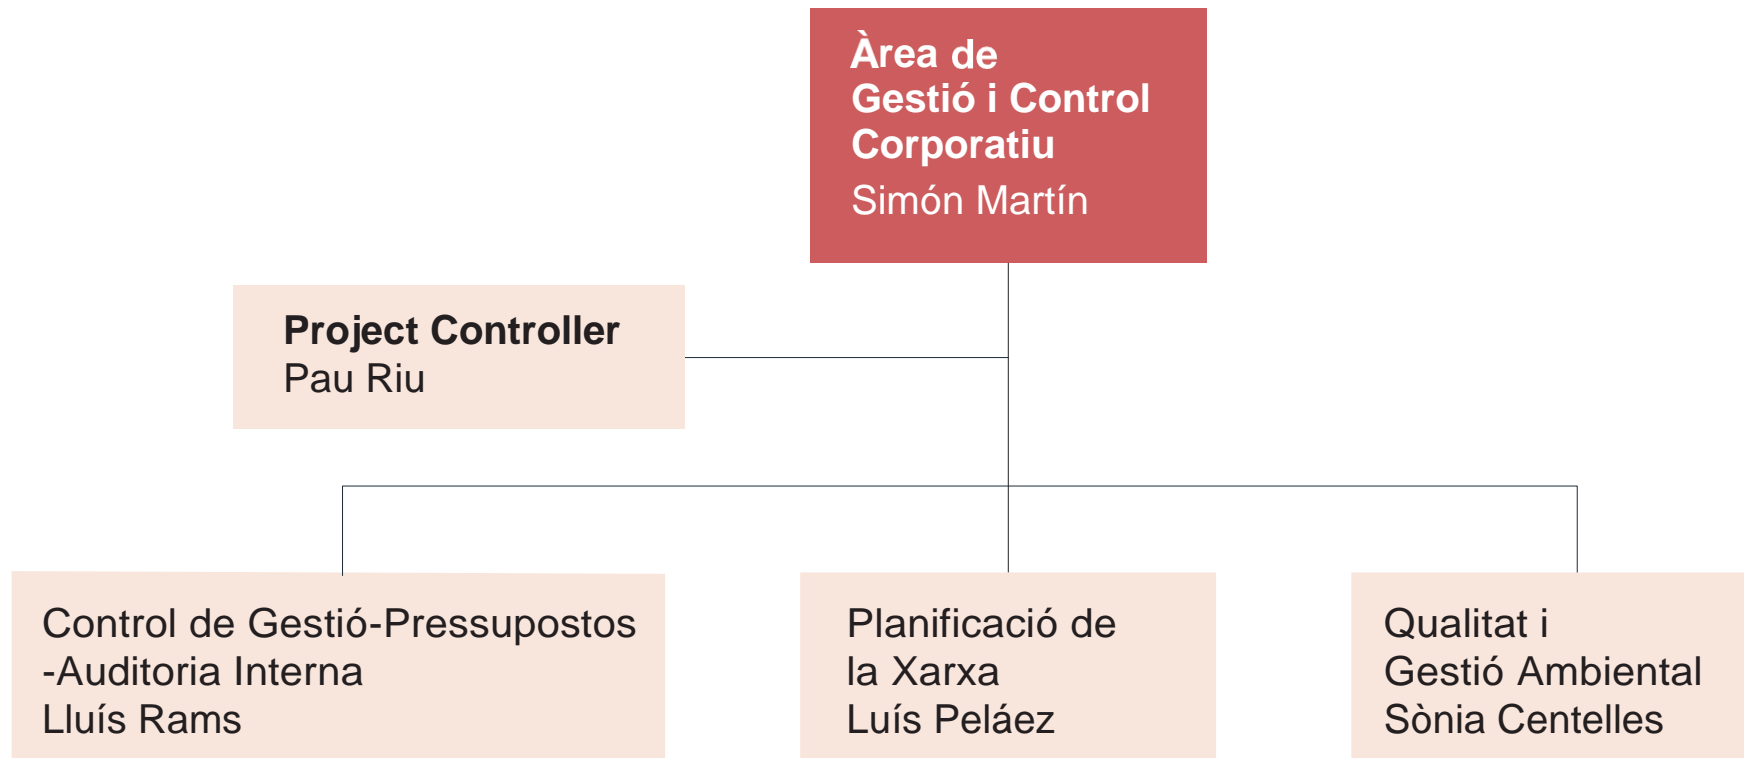 Àrea de
Gestió i Control
Corporatiu
Simón Martín
Project Controller
Pau Riu
Control de Gestió-Pressupostos
-Auditoria Interna
Lluís Rams
Planificació de
la Xarxa
Luís Peláez
Qualitat i
Gestió Ambiental
Sònia Centelles